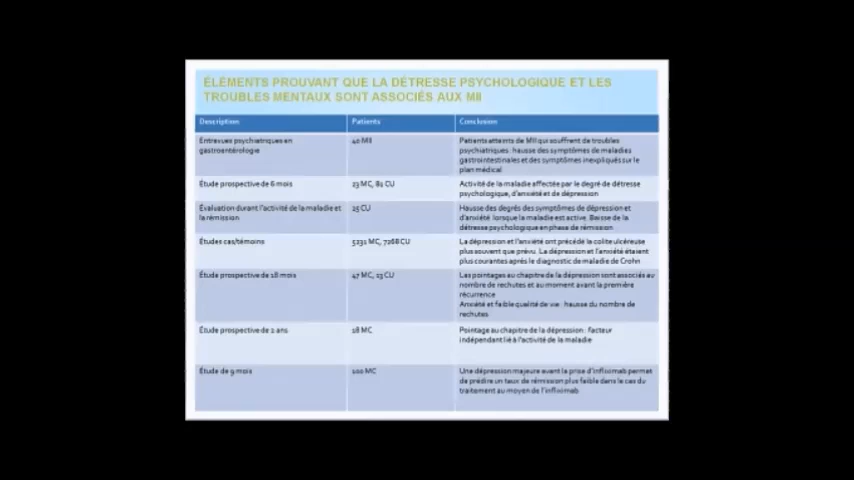 ÉLÉMENTS PROUVANT QUE LA DÉTRESSE PSYCHOLOGIQUE ET LES
TROUBLES MENTAUX SONT ASSOCIÉS AUX MII
Description
Patients
Conclusion
Entrevues psychiatriques en
gastroentérologie
40 MII
Patients atteints de MII qui souffrent de troubles
psychiatriques : hausse des symptômes de maladies
gastrointestinales et des symptômes inexpliqués sur le
plan médical
Étude prospective de 6 mois
23 MC, 81 CU
Activité de la maladie affectée par le degré de détresse
psychologique, d'anxiété et de dépression
Évaluation durant l'activité de la maladie et
la rémission
25 CU
Hausse des degrés des symptômes de dépression et
d'anxiété lorsque la maladie est active. Baisse de la
détresse psychologique en phase de rémission
Études cas/témoins
5231 MC, 7268 CU
La dépression et l'anxiété ont précédé la colite ulcéreuse
plus souvent que prévu. La dépression et l'anxiété étaient
plus courantes après le diagnostic de maladie de Crohn
Étude prospective de 18 mois
47 MC, 13 CU
Les pointages au chapitre de la dépression sont associés au
nombre de rechutes et au moment avant la première
récurrence
Anxiété et faible qualité de vie : hausse du nombre de
rechutes
Étude prospective de 2 ans
18 MC
Pointage au chapitre de la dépression : facteur
indépendant lié à l'activité de la maladie
Étude de 9 mois
100 MC
Une dépression majeure avant la prise d'infliximab permet
de prédire un taux de rémission plus faible dans le cas du
traitement au moyen de l'infliximab